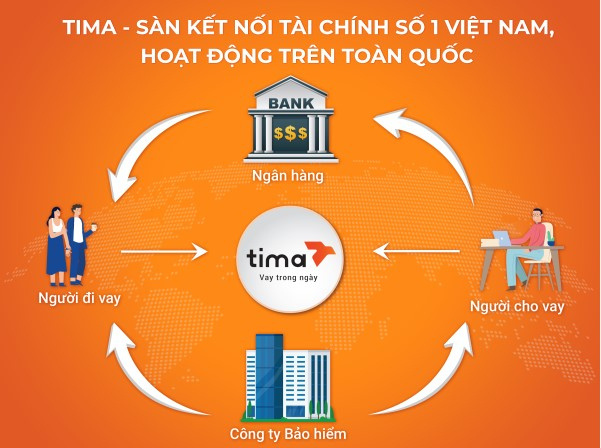 TIMA - SÀN KẾT NỐI TÀI CHÍNH SỐ 1 VIỆT NAM,
HOẠT ĐỘNG TRÊN TOÀN QUỐC
BANK
$$$
Ngân hàng
tima
Vay trong ngày
Người đi vay
Người cho vay
Công ty Bảo hiểm